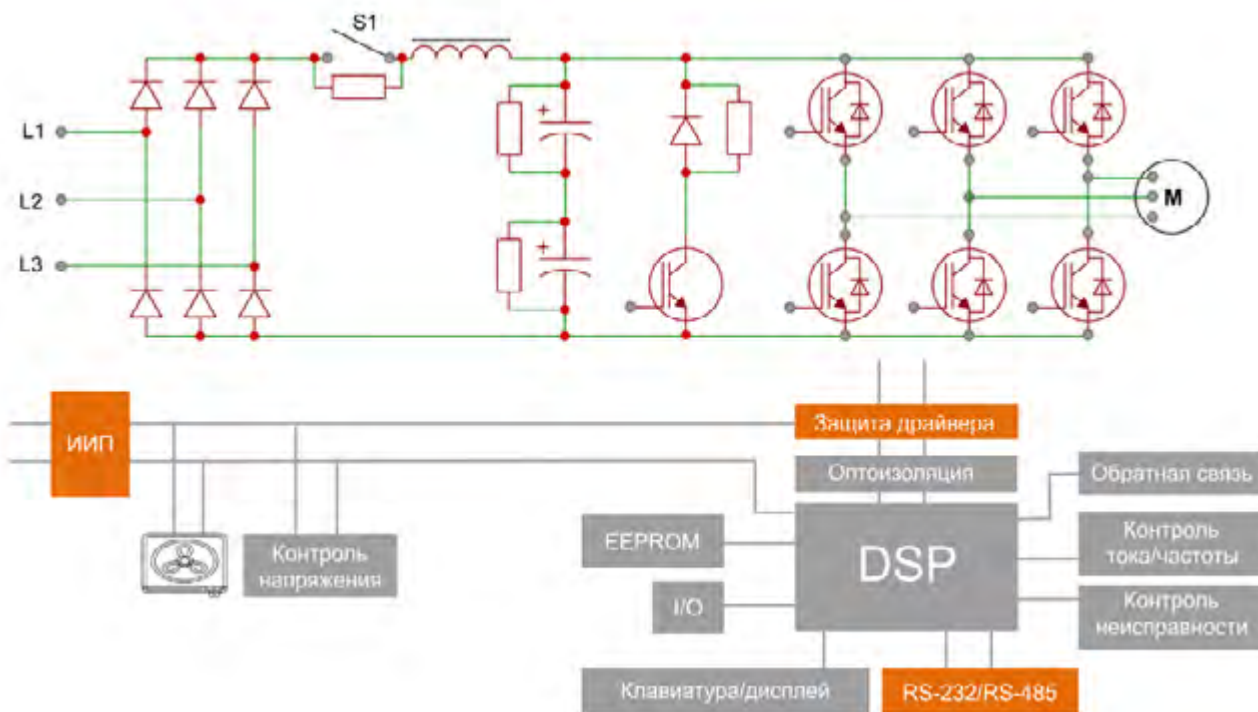 S1
L1
L2
L3
M
ИИП
Защита драйвера
Оптоизоляция
Обратная связь
EEPROM
DSP
Контроль
тока/частоты
Контроль
напряжения
I/O
Контроль
неисправности
Клавиатура/дисплей
RS-232/RS-485